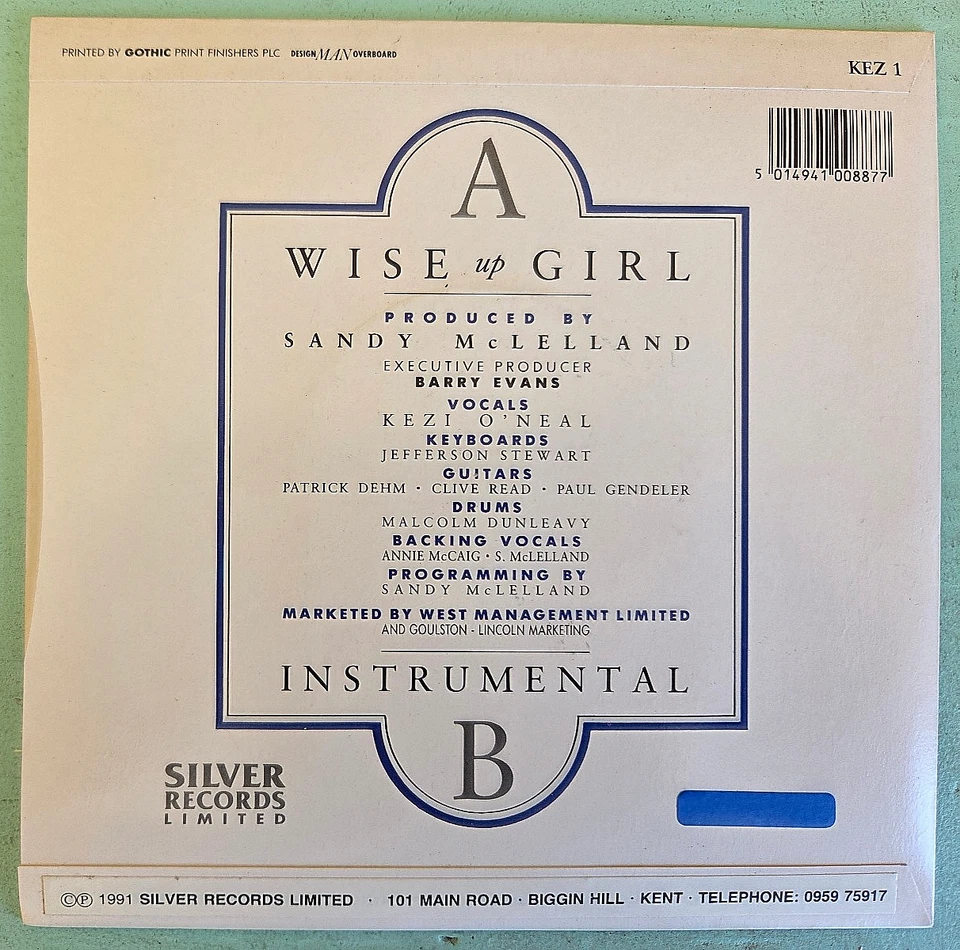 PRINTED BY GOTHIC PRINT FINISHERS PLC DESIGN MAN OVERBOARD
KEZ 1
5 014941 008877
A
WISE up GIRL
PRODUCED BY
SANDY McLELLAND
EXECUTIVE PRODUCER
BARRY EVANS
VOCALS
KEZI O'NEAL
KEYBOARDS
JEFFERSON STEWART
GUITARS
PATRICK DEHM · CLIVE READ · PAUL GENDELER
DRUMS
MALCOLM DUNLEAVY
BACKING VOCALS
ANNIE McCAIG · S. McLELLAND
PROGRAMMING BY
SANDY McLELLAND
MARKETED BY WEST MANAGEMENT LIMITED
AND GOULSTON - LINCOLN MARKETING
INSTRUMENTAL
B
SILVER
RECORDS
LIMITED
©℗ 1991 SILVER RECORDS LIMITED · 101 MAIN ROAD · BIGGIN HILL · KENT · TELEPHONE: 0959 75917